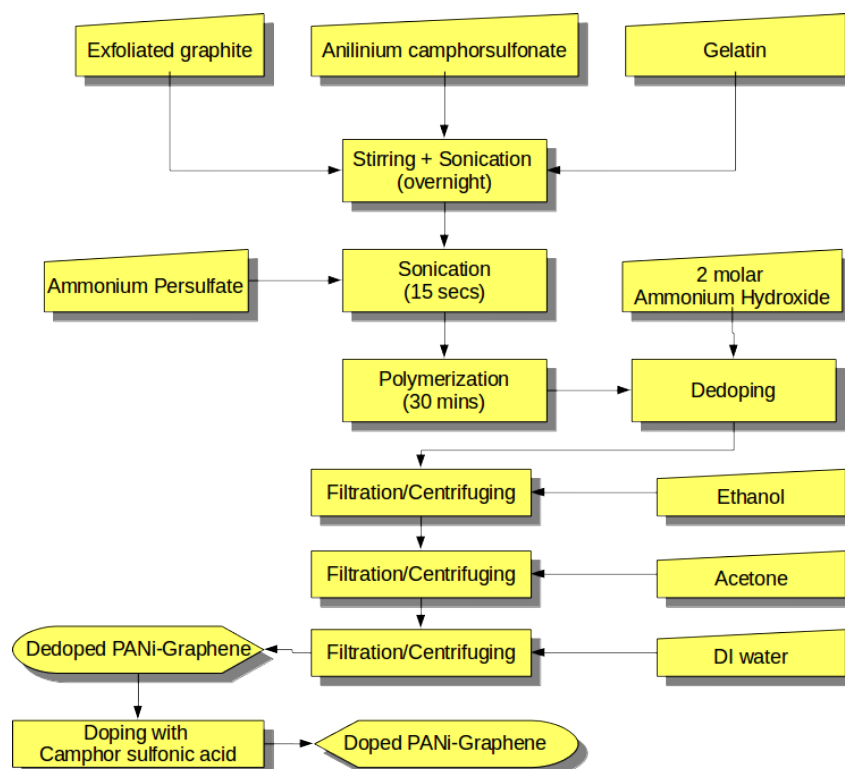 Exfoliated graphite
Anilinium camphorsulfonate
Gelatin
Stirring + Sonication
(overnight)
Ammonium Persulfate
Sonication
(15 secs)
2 molar
Ammonium Hydroxide
Polymerization
(30 mins)
Dedoping
Filtration/Centrifuging
Ethanol
Filtration/Centrifuging
Acetone
Dedoped PANi-Graphene
Filtration/Centrifuging
DI water
Doping with
Camphor sulfonic acid
Doped PANi-Graphene